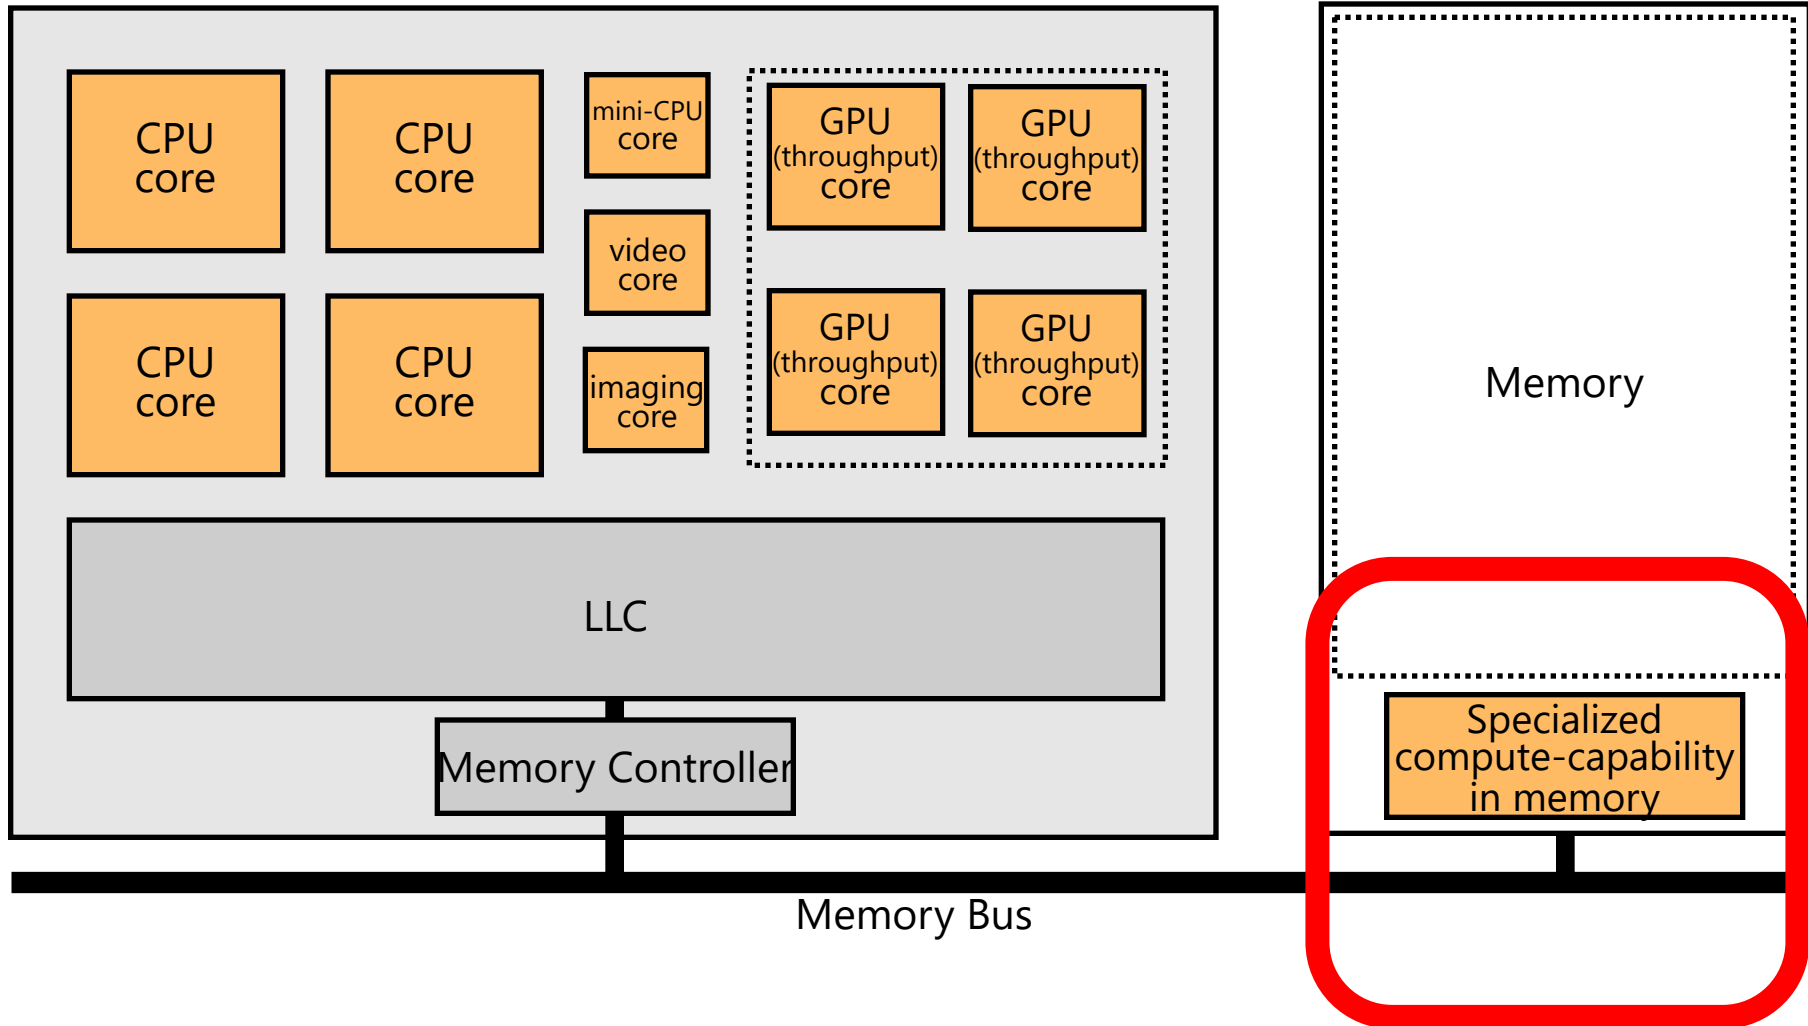 CPU
core
CPU
core
mini-CPU
core
video
core
imaging
core
GPU
(throughput)
core
GPU
(throughput)
core
CPU
core
CPU
core
GPU
(throughput)
core
GPU
(throughput)
core
LLC
Memory Controller
Memory Bus
Memory
Specialized
compute-capability
in memory